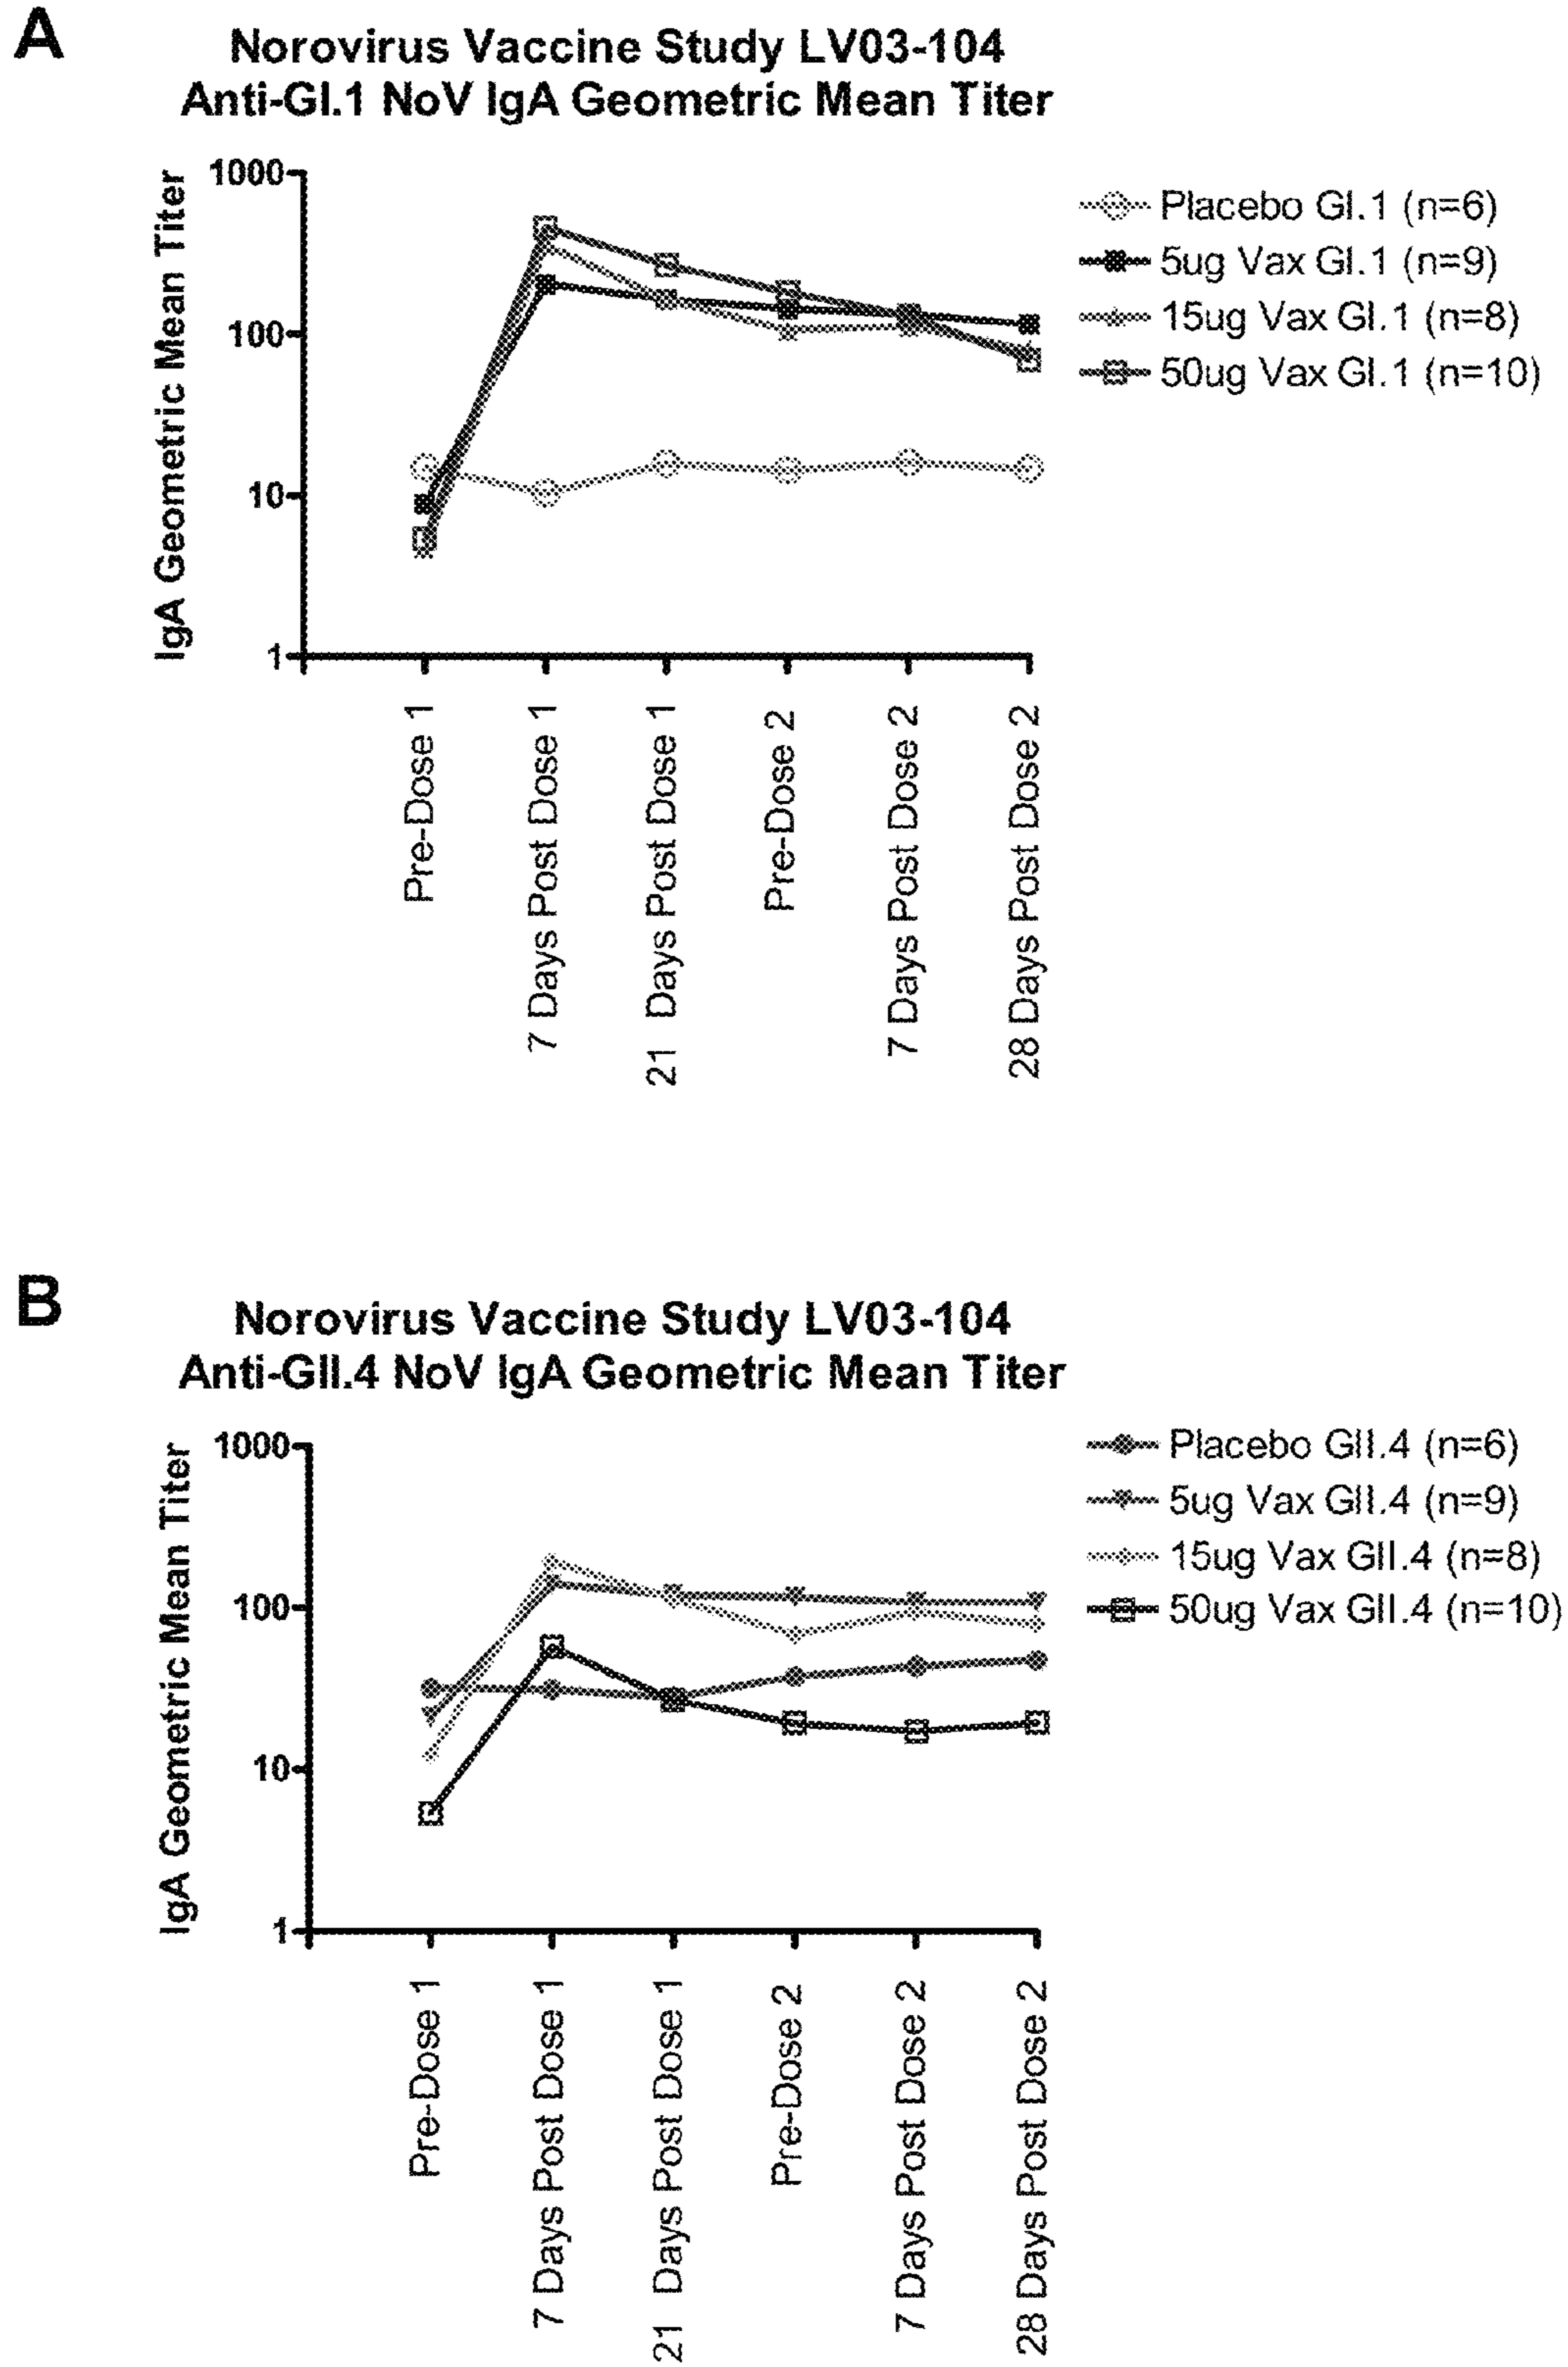 A
Norovirus Vaccine Study LV03-104
Anti-GI.1 NoV IgA Geometric Mean Titer
IgA Geometric Mean Titer
1000
100
10
1
Placebo GI.1 (n=6)
5ug Vax GI.1 (n=9)
15ug Vax GI.1 (n=8)
50ug Vax GI.1 (n=10)
Pre-Dose 1
7 Days Post Dose 1
21 Days Post Dose 1
Pre-Dose 2
7 Days Post Dose 2
28 Days Post Dose 2
B
Norovirus Vaccine Study LV03-104
Anti-GII.4 NoV IgA Geometric Mean Titer
IgA Geometric Mean Titer
1000
100
10
1
Placebo GII.4 (n=6)
5ug Vax GII.4 (n=9)
15ug Vax GII.4 (n=8)
50ug Vax GII.4 (n=10)
Pre-Dose 1
7 Days Post Dose 1
21 Days Post Dose 1
Pre-Dose 2
7 Days Post Dose 2
28 Days Post Dose 2